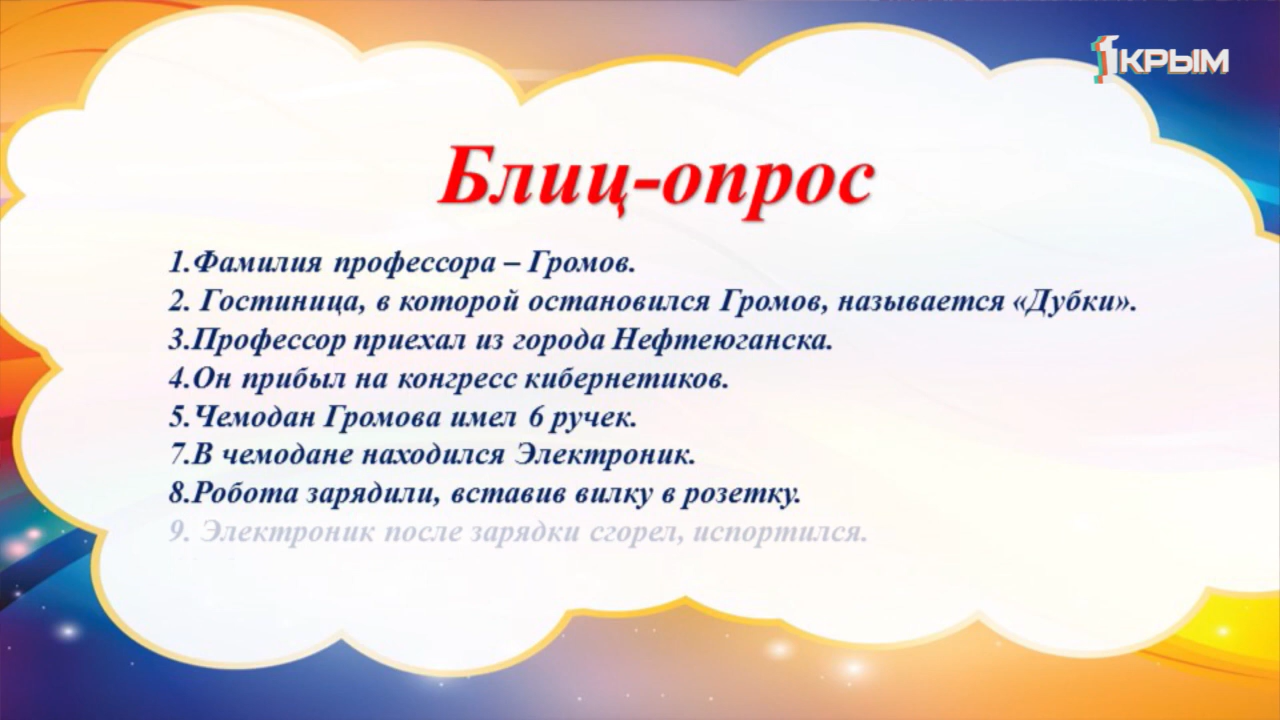 1КРЫМ
Блиц-опрос
1.Фамилия профессора – Громов.
2. Гостиница, в которой остановился Громов, называется «Дубки».
3.Профессор приехал из города Нефтеюганска.
4.Он прибыл на конгресс кибернетиков.
5.Чемодан Громова имел 6 ручек.
7.В чемодане находился Электроник.
8.Робота зарядили, вставив вилку в розетку.
9. Электроник после зарядки сгорел, испортился.